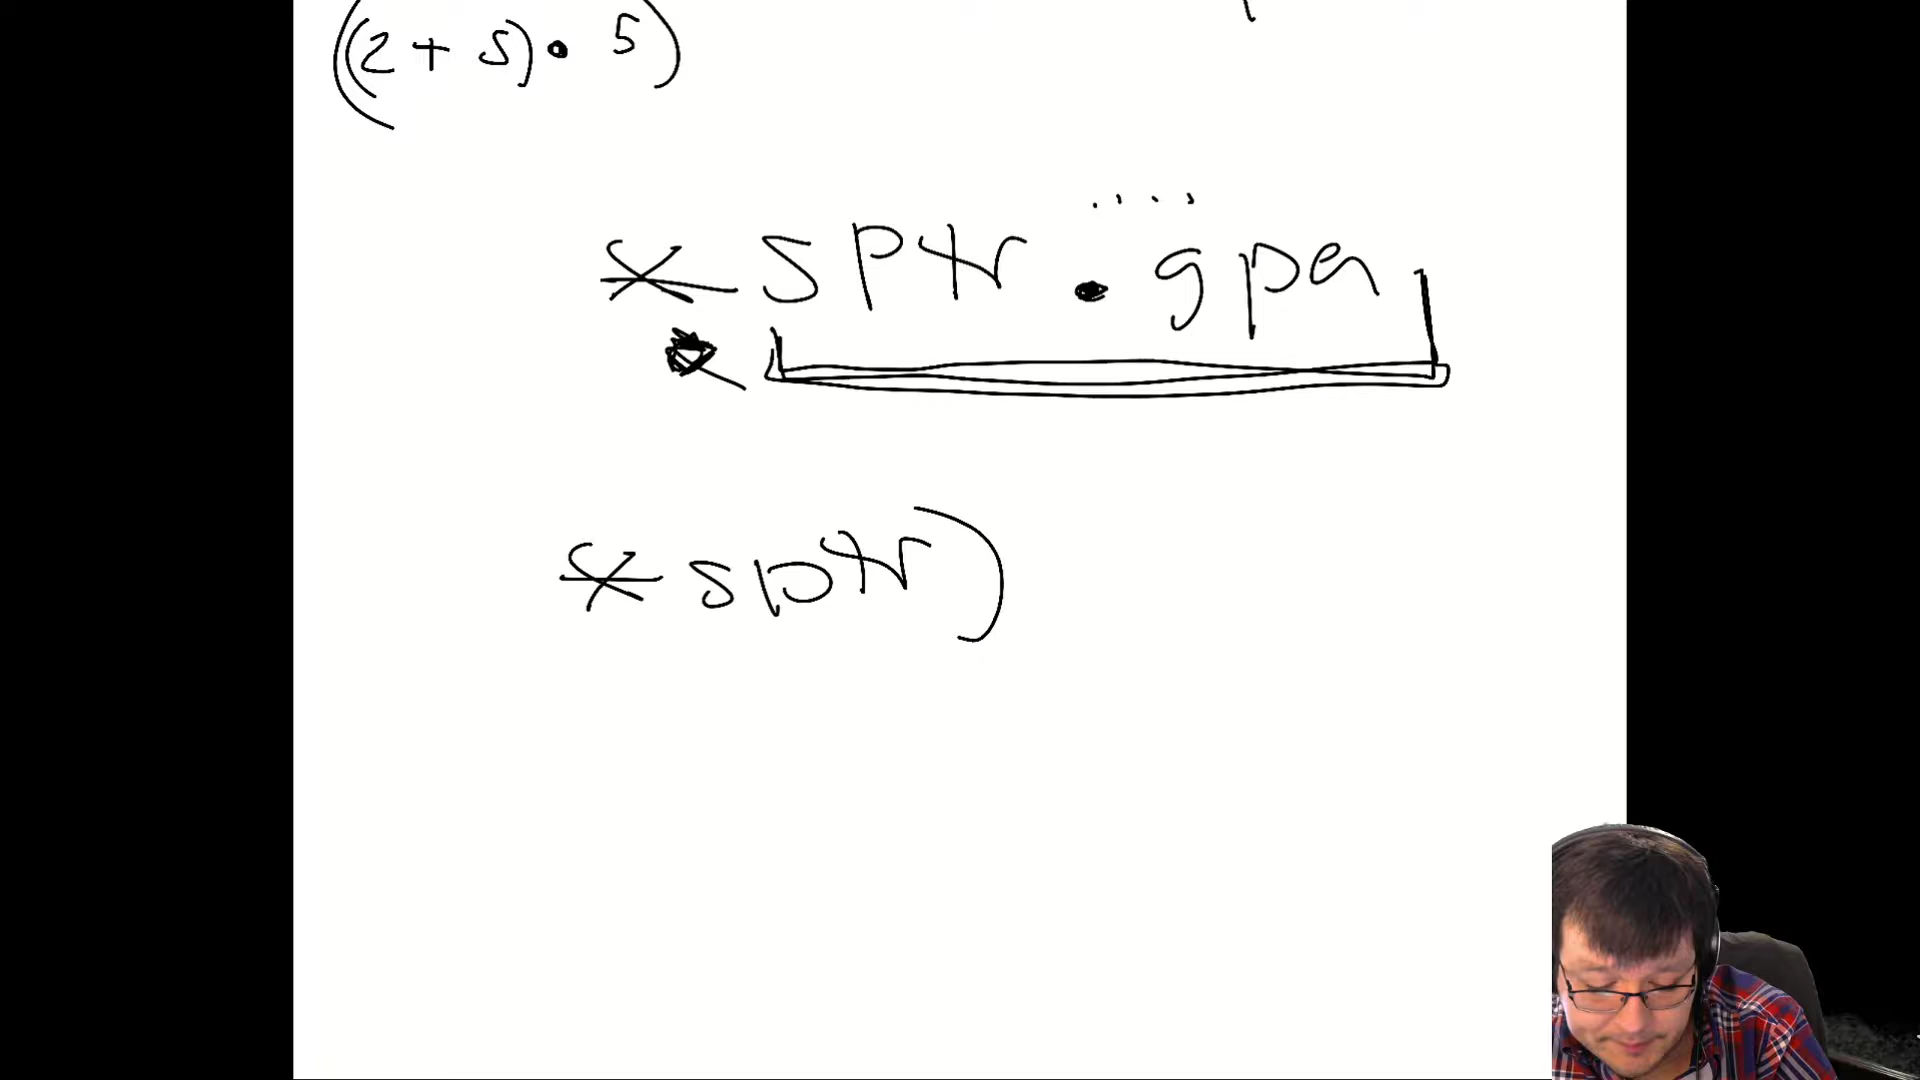 ((2 + 5) • 5)
* sptr . gpa
* sptr)